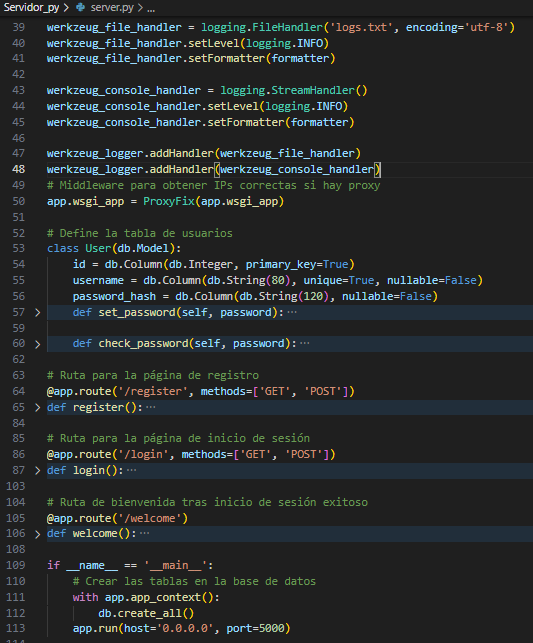 Servidor_py > server.py > ...
39 werkzeug_file_handler = logging.FileHandler('logs.txt', encoding='utf-8')
40 werkzeug_file_handler.setLevel(logging.INFO)
41 werkzeug_file_handler.setFormatter(formatter)
42
43 werkzeug_console_handler = logging.StreamHandler()
44 werkzeug_console_handler.setLevel(logging.INFO)
45 werkzeug_console_handler.setFormatter(formatter)
46
47 werkzeug_logger.addHandler(werkzeug_file_handler)
48 werkzeug_logger.addHandler(werkzeug_console_handler)
49 # Middleware para obtener IPs correctas si hay proxy
50 app.wsgi_app = ProxyFix(app.wsgi_app)
51
52 # Define la tabla de usuarios
53 class User(db.Model):
54     id = db.Column(db.Integer, primary_key=True)
55     username = db.Column(db.String(80), unique=True, nullable=False)
56     password_hash = db.Column(db.String(120), nullable=False)
57 >     def set_password(self, password): ...
59
60 >     def check_password(self, password): ...
62
63 # Ruta para la página de registro
64 @app.route('/register', methods=['GET', 'POST'])
65 > def register(): ...
84
85 # Ruta para la página de inicio de sesión
86 @app.route('/login', methods=['GET', 'POST'])
87 > def login(): ...
103
104 # Ruta de bienvenida tras inicio de sesión exitoso
105 @app.route('/welcome')
106 > def welcome(): ...
108
109 if __name__ == '__main__':
110     # Crear las tablas en la base de datos
111     with app.app_context():
112         db.create_all()
113     app.run(host='0.0.0.0', port=5000)